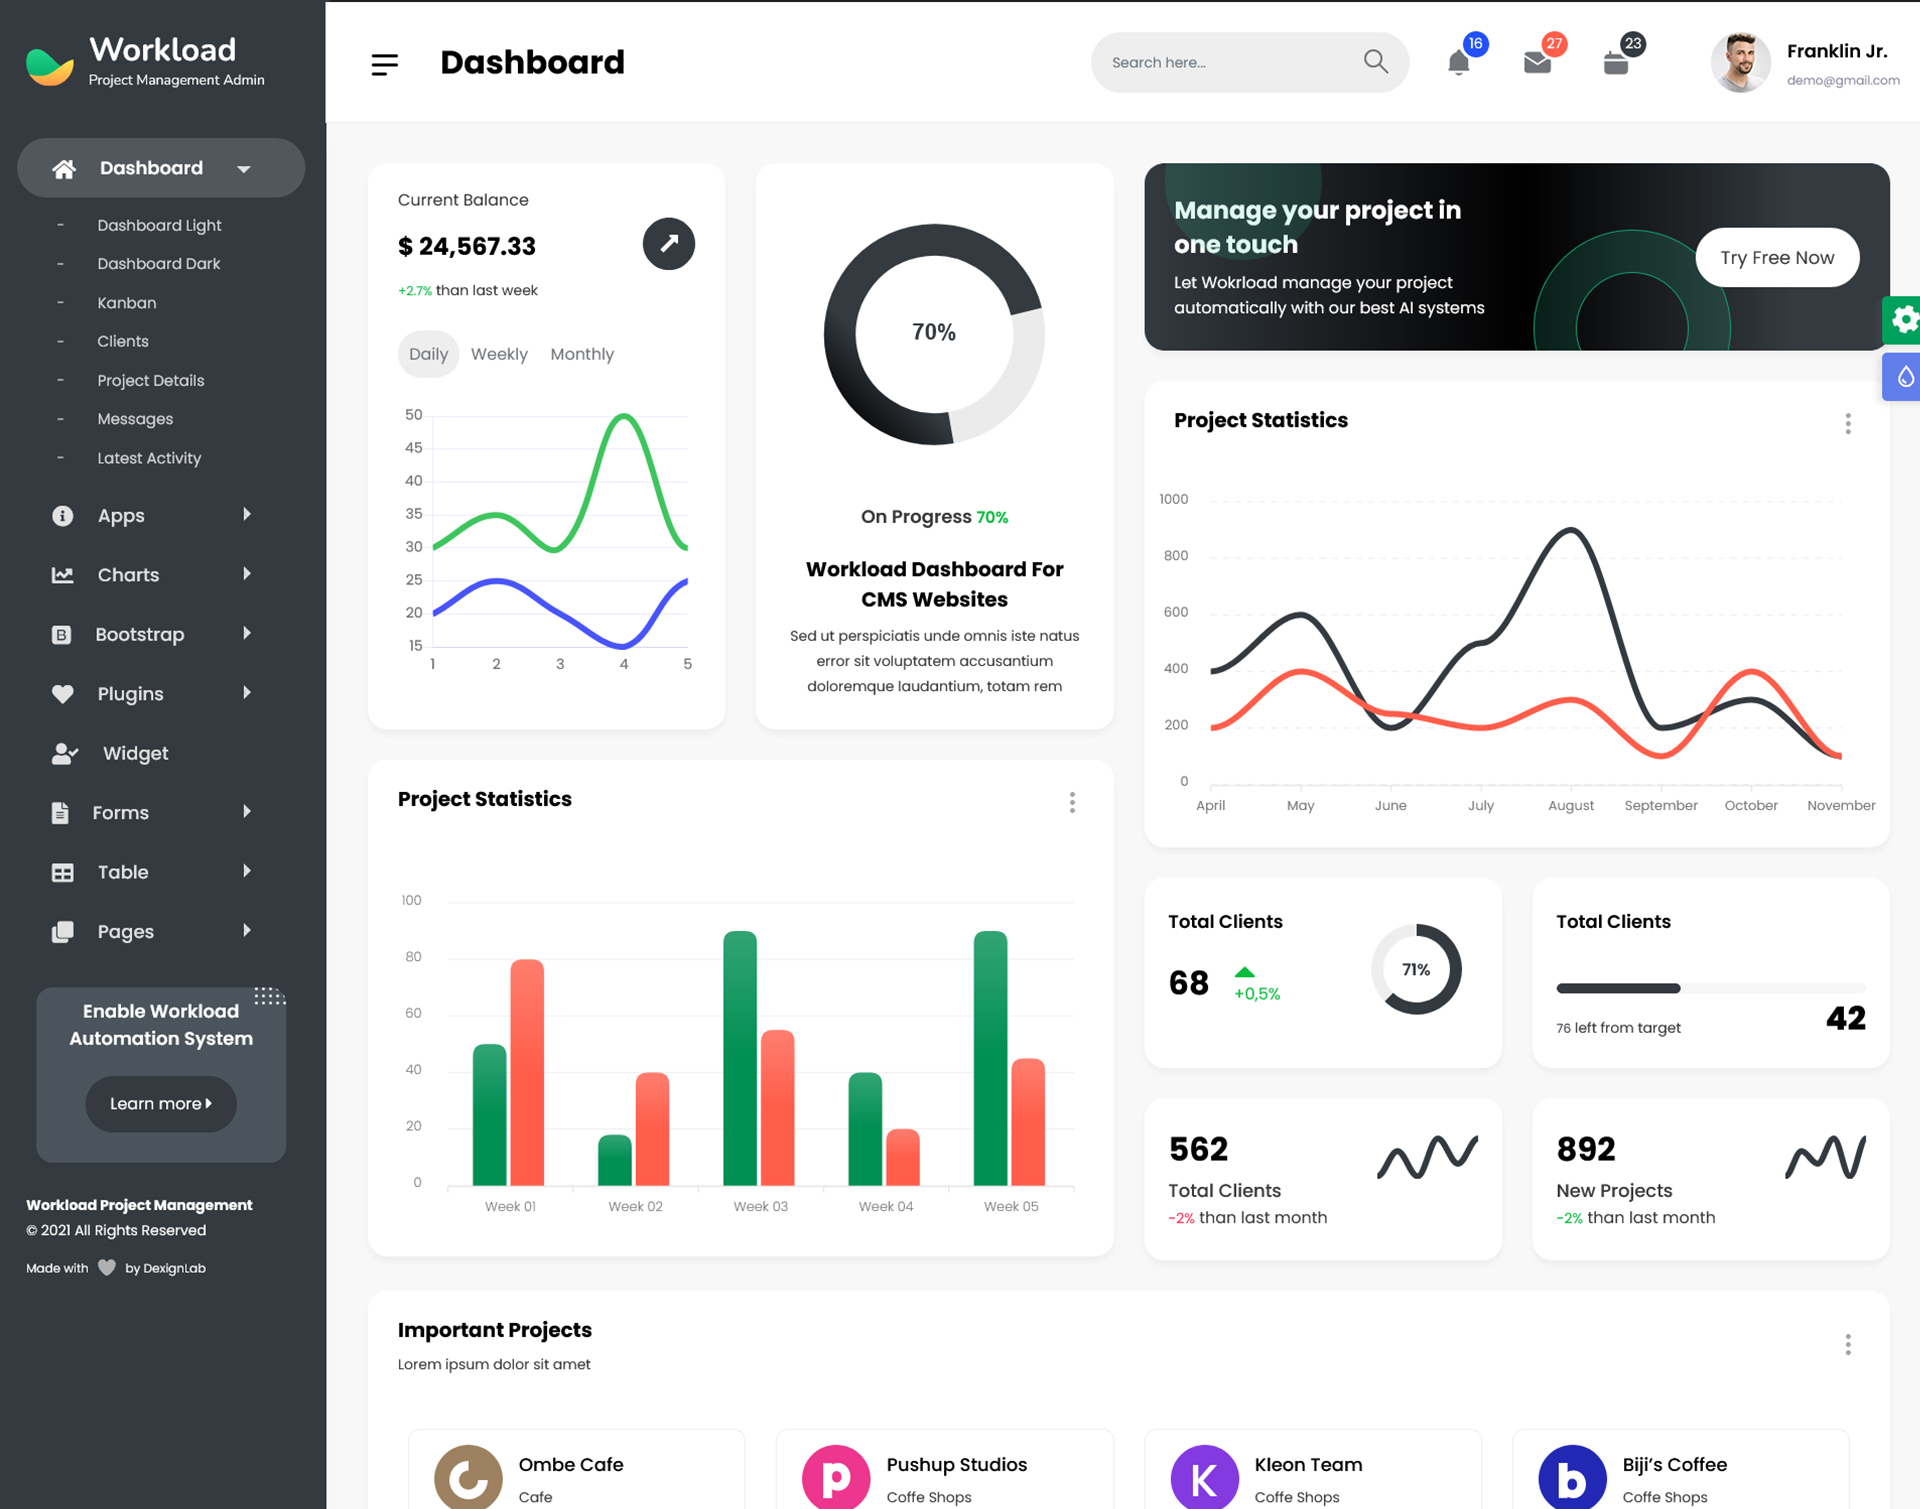 Workload
Project Management Admin
Dashboard
Search here...
16
27
23
Franklin Jr.
demo@gmail.com
Dashboard
- Dashboard Light
- Dashboard Dark
- Kanban
- Clients
- Project Details
- Messages
- Latest Activity
Apps
Charts
Bootstrap
Plugins
Widget
Forms
Table
Pages
Enable Workload
Automation System
Learn more
Workload Project Management
© 2021 All Rights Reserved
Made with by DexignLab
Current Balance
$ 24,567.33
+2.7% than last week
Daily Weekly Monthly
50
45
40
35
30
25
20
15
1 2 3 4 5
70%
On Progress 70%
Workload Dashboard For
CMS Websites
Sed ut perspiciatis unde omnis iste natus
error sit voluptatem accusantium
doloremque laudantium, totam rem
Manage your project in
one touch
Let Wokrload manage your project
automatically with our best AI systems
Try Free Now
Project Statistics
1000
800
600
400
200
0
April May June July August September October November
Project Statistics
100
80
60
40
20
0
Week 01 Week 02 Week 03 Week 04 Week 05
Total Clients
68
+0,5%
71%
Total Clients
76 left from target
42
562
Total Clients
-2% than last month
892
New Projects
-2% than last month
Important Projects
Lorem ipsum dolor sit amet
Ombe Cafe
Cafe
p
Pushup Studios
Coffe Shops
K
Kleon Team
Coffe Shops
b
Biji's Coffee
Coffe Shops